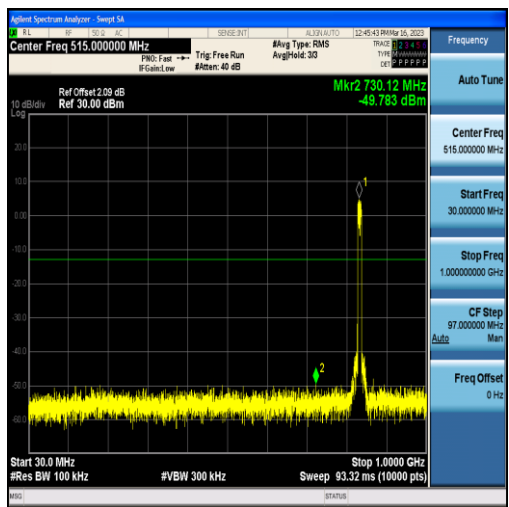 Agilent Spectrum Analyzer - Swept SA
RL RF 50 Ω AC SENSE:INT ALIGN AUTO 12:45:43 PM Mar 16, 2023
Center Freq 515.000000 MHz
PNO: Fast
IFGain:Low
Trig: Free Run
#Atten: 40 dB
#Avg Type: RMS
Avg|Hold: 3/3
TRACE 1 2 3 4 5 6
TYPE
DET P P P P P P
Ref Offset 2.09 dB
10 dB/div Ref 30.00 dBm
Log
Mkr2 730.12 MHz
-49.783 dBm
20.0
10.0
0.00
-10.0
-20.0
-30.0
-40.0
-50.0
-60.0
1
2
Start 30.0 MHz Stop 1.0000 GHz
#Res BW 100 kHz #VBW 300 kHz Sweep 93.32 ms (10000 pts)
MSG STATUS
Frequency
Auto Tune
Center Freq
515.000000 MHz
Start Freq
30.000000 MHz
Stop Freq
1.000000000 GHz
CF Step
97.000000 MHz
Auto Man
Freq Offset
0 Hz